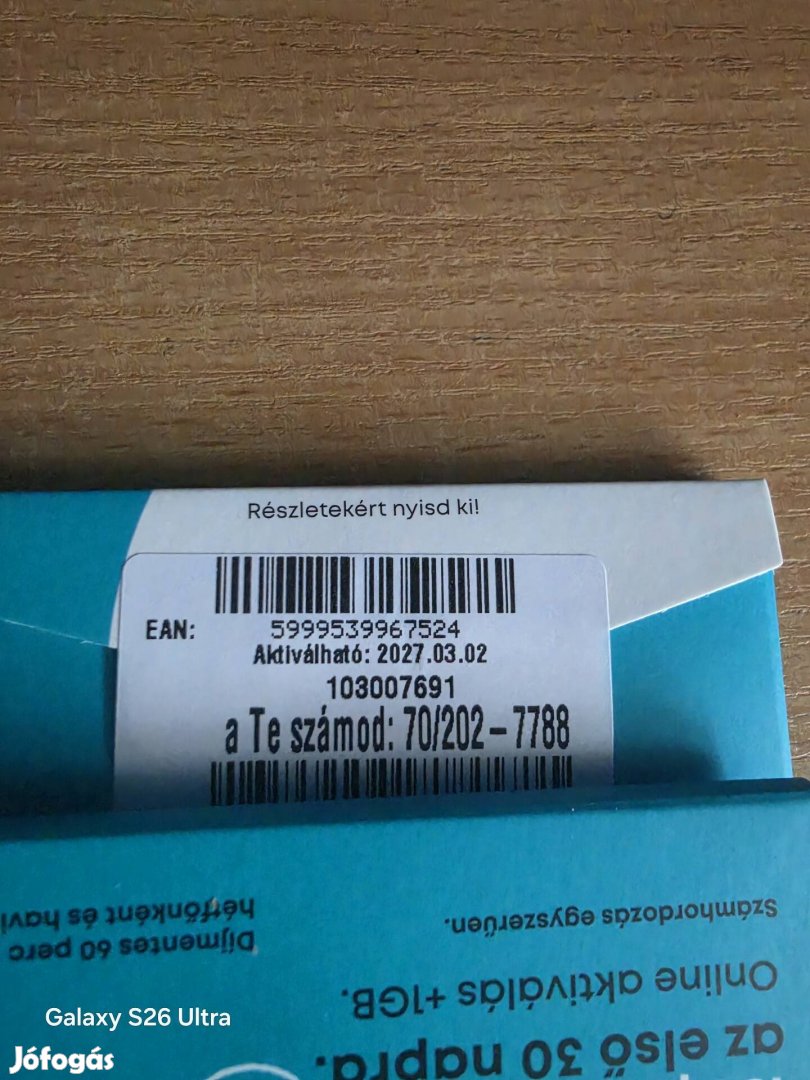 Részletekért nyisd ki!
EAN: 5999539967524
Aktiválható: 2027.03.02
103007691
a Te számod: 70/202-7788
az első 30 napra.
Online aktiválás +1GB.
Számhordozás egyszerűen.
Díjmentes 60 perc
hétfőnként és havi
Galaxy S26 Ultra
Jófogás